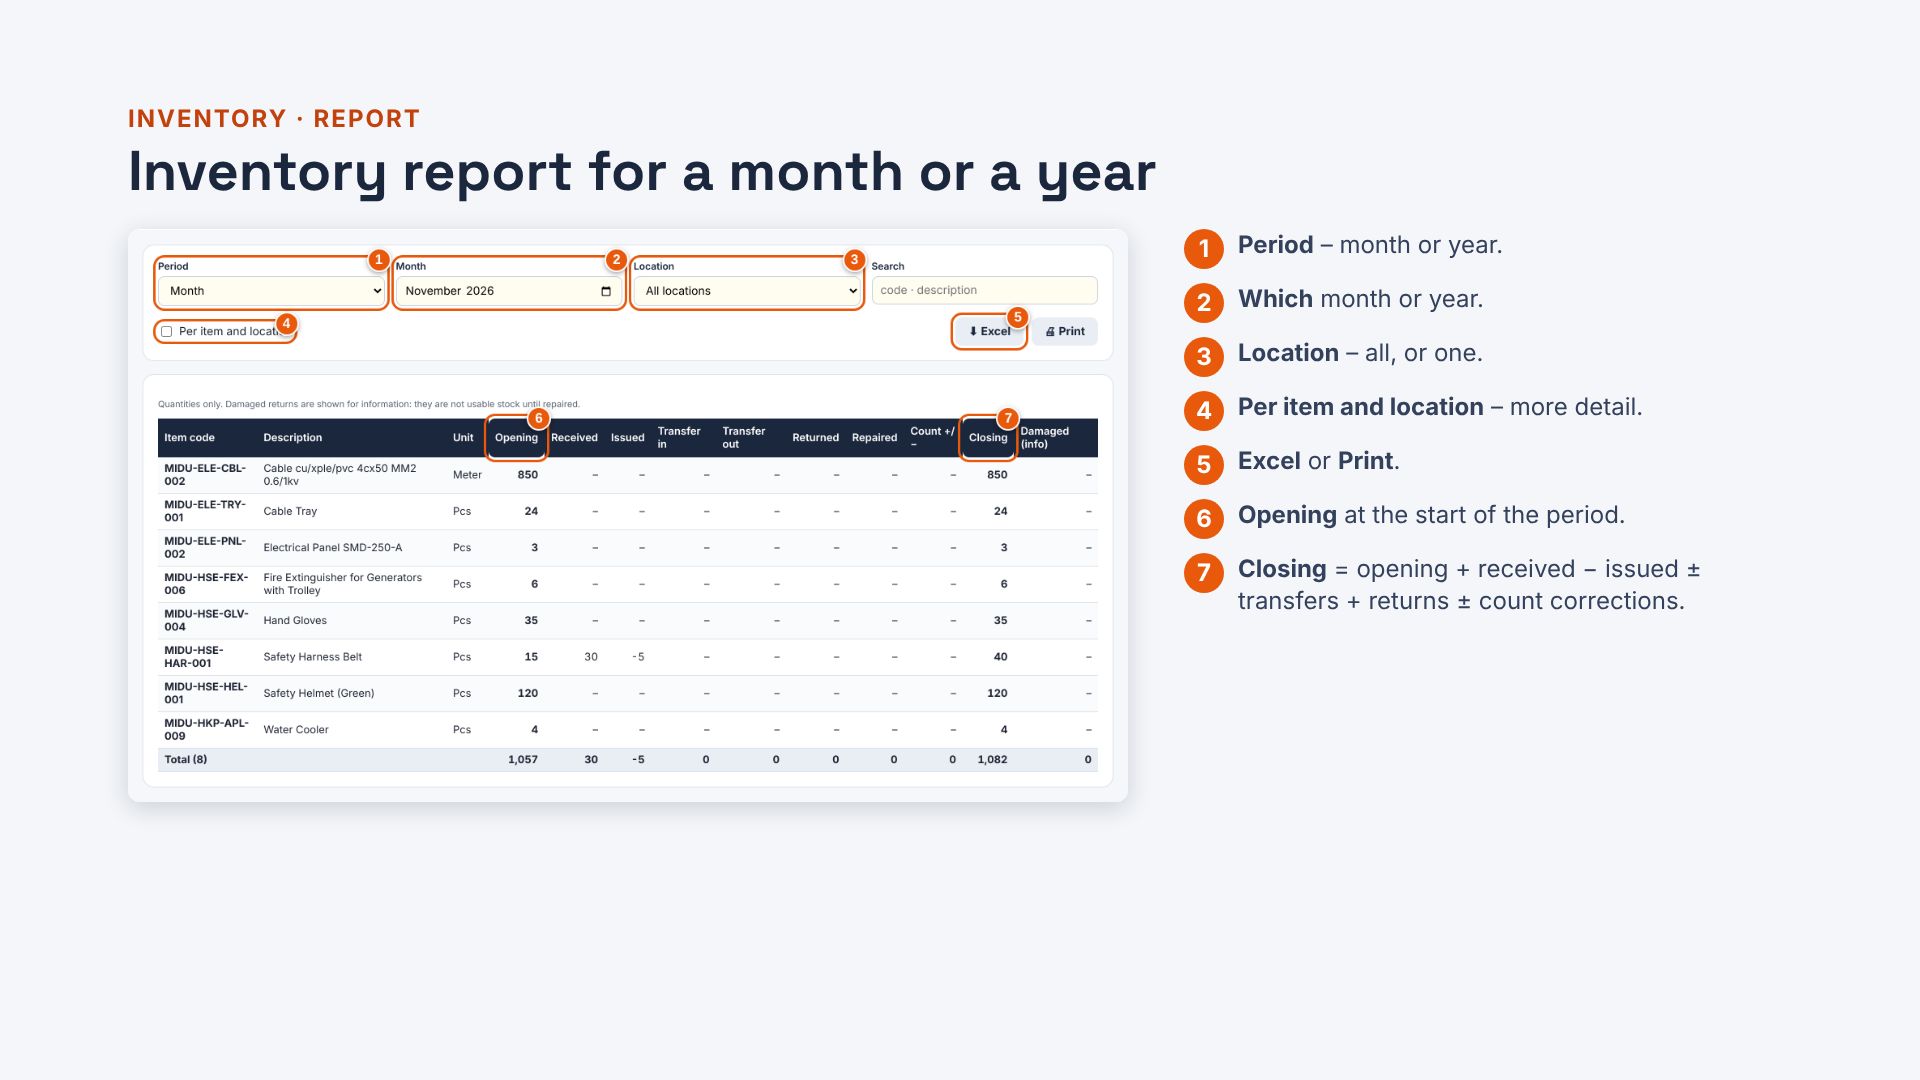 INVENTORY · REPORT
Inventory report for a month or a year
Period 1 Month 2 Location 3 Search
Month November 2026 All locations code · description
Per item and 4
⬇ Excel 5 🖨 Print
Quantities only. Damaged returns are shown for information: they are not usable stock until repaired.
6 7
Item code Description Unit Opening Received Issued Transfer in Transfer out Returned Repaired Count +/− Closing Damaged (info)
MIDU-ELE-CBL-002 Cable cu/xple/pvc 4cx50 MM2 0.6/1kv Meter 850 – – – – – – – 850 –
MIDU-ELE-TRY-001 Cable Tray Pcs 24 – – – – – – – 24 –
MIDU-ELE-PNL-002 Electrical Panel SMD-250-A Pcs 3 – – – – – – – 3 –
MIDU-HSE-FEX-006 Fire Extinguisher for Generators with Trolley Pcs 6 – – – – – – – 6 –
MIDU-HSE-GLV-004 Hand Gloves Pcs 35 – – – – – – – 35 –
MIDU-HSE-HAR-001 Safety Harness Belt Pcs 15 30 -5 – – – – – 40 –
MIDU-HSE-HEL-001 Safety Helmet (Green) Pcs 120 – – – – – – – 120 –
MIDU-HKP-APL-009 Water Cooler Pcs 4 – – – – – – – 4 –
Total (8) 1,057 30 -5 0 0 0 0 0 1,082 0
1 Period – month or year.
2 Which month or year.
3 Location – all, or one.
4 Per item and location – more detail.
5 Excel or Print.
6 Opening at the start of the period.
7 Closing = opening + received − issued ±
transfers + returns ± count corrections.